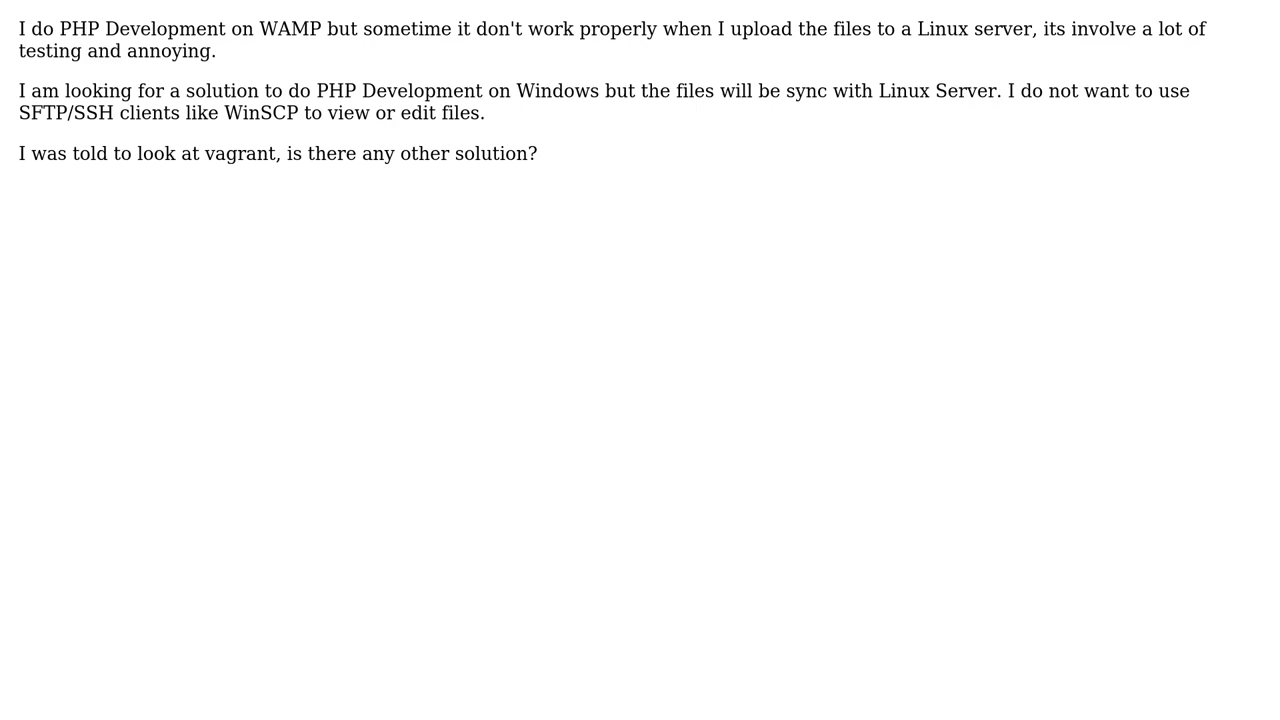 I do PHP Development on WAMP but sometime it don't work properly when I upload the files to a Linux server, its involve a lot of
testing and annoying.
I am looking for a solution to do PHP Development on Windows but the files will be sync with Linux Server. I do not want to use
SFTP/SSH clients like WinSCP to view or edit files.
I was told to look at vagrant, is there any other solution?